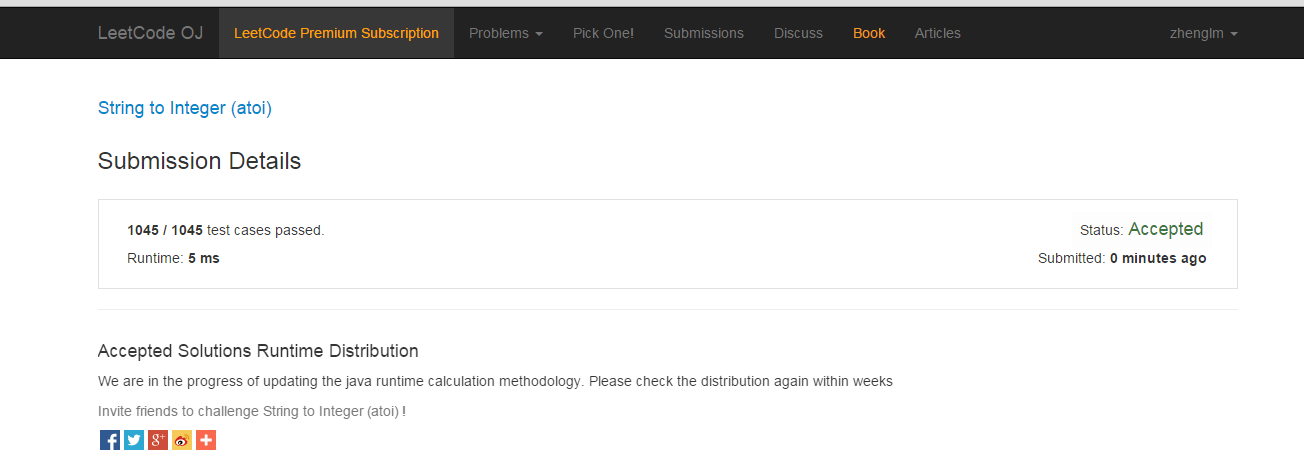 LeetCode OJ LeetCode Premium Subscription Problems Pick One! Submissions Discuss Book Articles zhenglm
String to Integer (atoi)
Submission Details
1045 / 1045 test cases passed. Status: Accepted
Runtime: 5 ms Submitted: 0 minutes ago
Accepted Solutions Runtime Distribution
We are in the progress of updating the java runtime calculation methodology. Please check the distribution again within weeks
Invite friends to challenge String to Integer (atoi) !